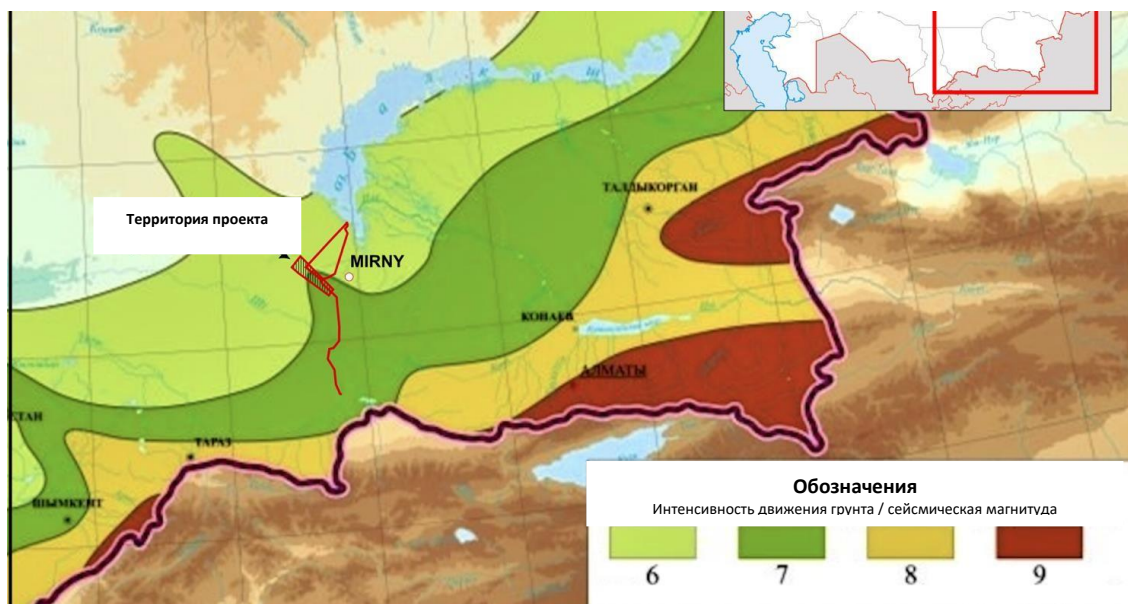 Территория проекта
ТАЛДЫКОРГАН
MIRNY
КОНАЕВ
АЛМАТЫ
ТАРАЗ
ШЫМКЕНТ
Обозначения
Интенсивность движения грунта / сейсмическая магнитуда
6
7
8
9